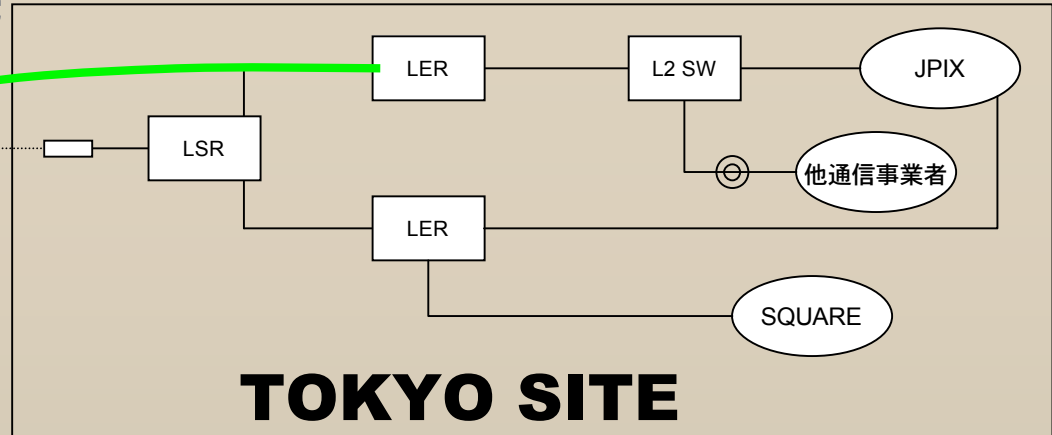 LER
L2 SW
JPIX
LSR
他通信事業者
LER
SQUARE
TOKYO SITE